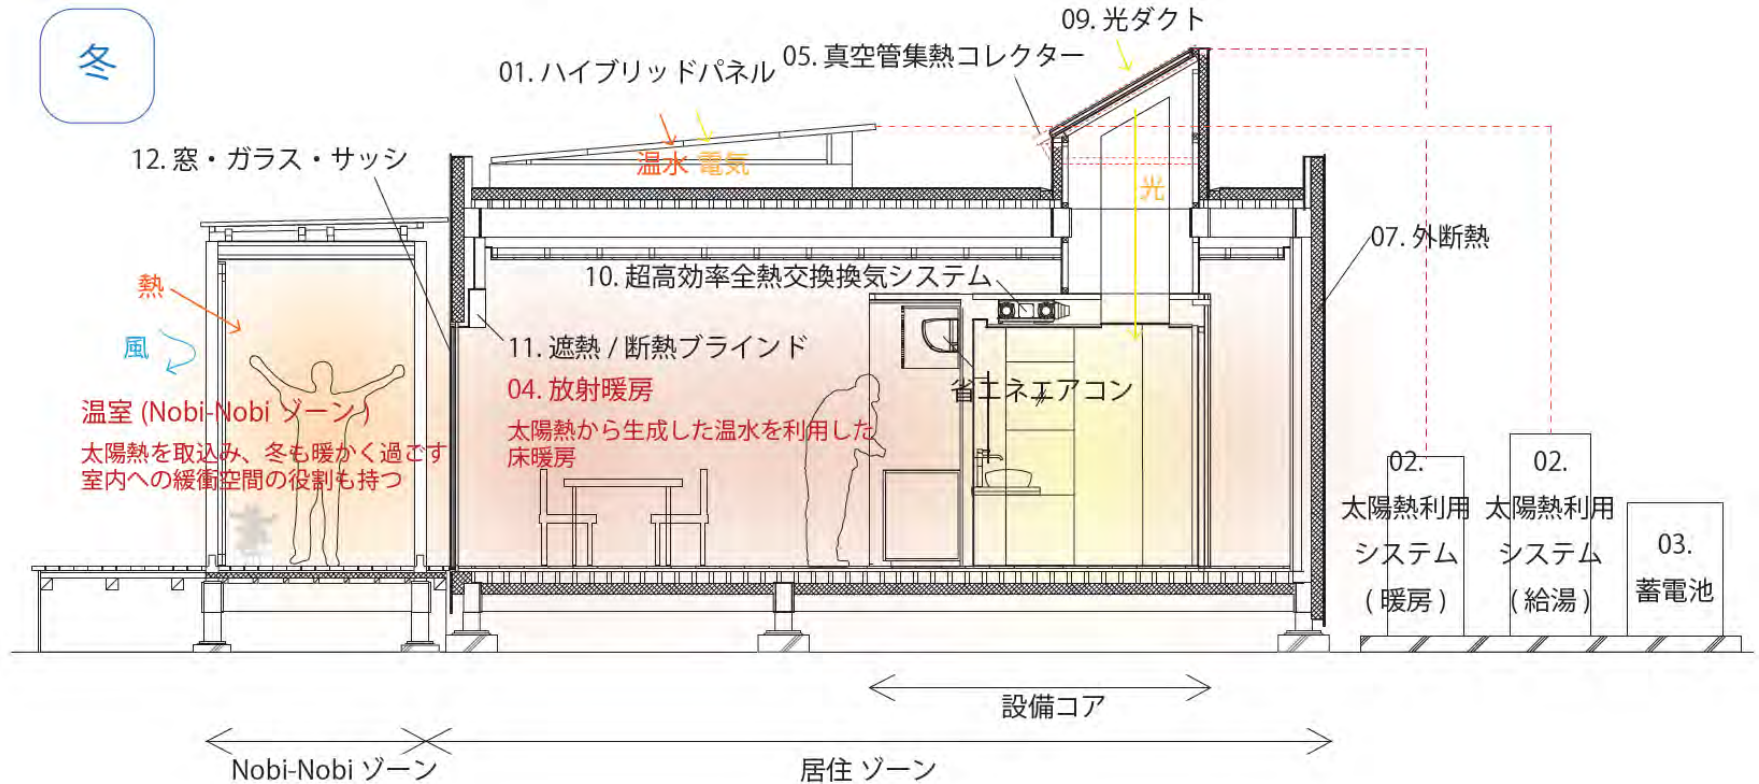 冬
09. 光ダクト
05. 真空管集熱コレクター
01. ハイブリッドパネル
12. 窓・ガラス・サッシ
温水 電気
光
07. 外断熱
10. 超高効率全熱交換換気システム
熱
風
11. 遮熱 / 断熱ブラインド
04. 放射暖房
太陽熱から生成した温水を利用した
床暖房
省エネエアコン
温室 (Nobi-Nobi ゾーン )
太陽熱を取込み、冬も暖かく過ごす
室内への緩衝空間の役割も持つ
02.
太陽熱利用
システム
( 暖房 )
02.
太陽熱利用
システム
( 給湯 )
03.
蓄電池
設備コア
Nobi-Nobi ゾーン
居住 ゾーン